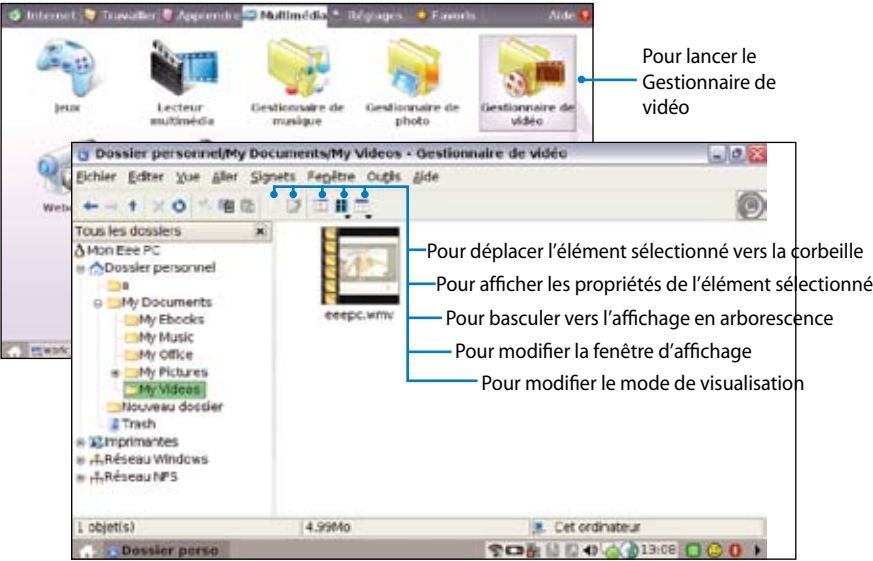 Internet Travailler Apprendre Multimédia Réglages Favoris Aide
Jeux
Lecteur
multimédia
Gestionnaire de
musique
Gestionnaire de
photo
Gestionnaire de
vidéo
Pour lancer le
Gestionnaire de
vidéo
Dossier personnel/My Documents/My Videos - Gestionnaire de vidéo
Fichier Editer Vue Aller Signets Fenêtre Outils Aide
Tous les dossiers
Mon Eee PC
Dossier personnel
a
My Documents
My Ebooks
My Music
My Office
My Pictures
My Videos
Nouveau dossier
Trash
Imprimantes
Réseau Windows
Réseau NFS
eeepc.wmv
Pour déplacer l’élément sélectionné vers la corbeille
Pour afficher les propriétés de l’élément sélectionné
Pour basculer vers l’affichage en arborescence
Pour modifier la fenêtre d’affichage
Pour modifier le mode de visualisation
1 objet(s) 4.99Mo Cet ordinateur
Dossier perso 13:08